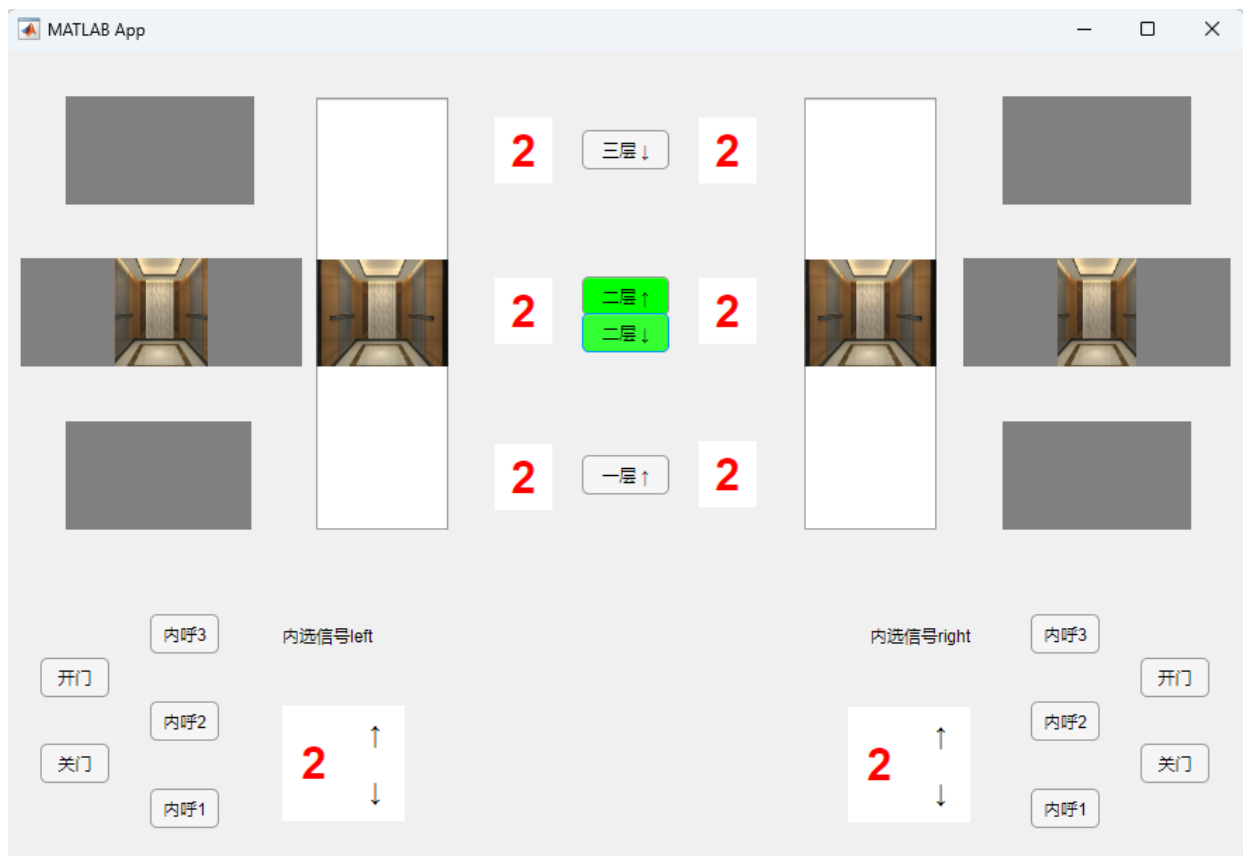 MATLAB App
2
三层↓
2
2
二层↑
2
二层↓
2
一层↑
2
内呼3
内选信号left
内选信号right
内呼3
开门
开门
内呼2
↑
↑
内呼2
2
2
关门
关门
↓
↓
内呼1
内呼1